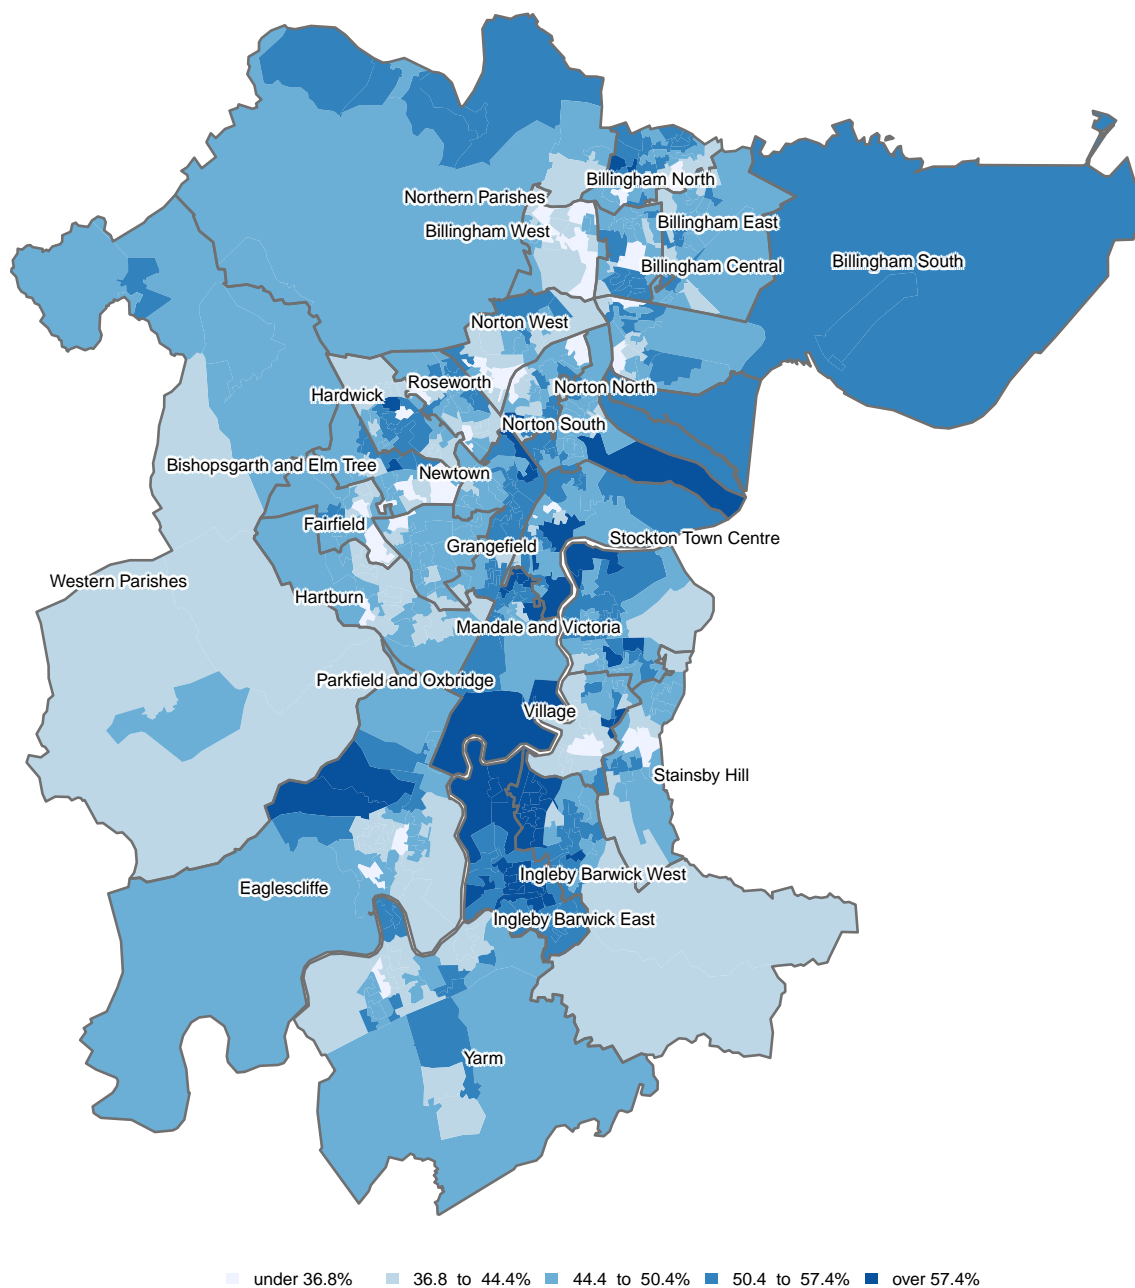 Billingham North
Northern Parishes
Billingham East
Billingham West
Billingham South
Billingham Central
Norton West
Roseworth
Norton North
Hardwick
Norton South
Bishopsgarth and Elm Tree
Newtown
Fairfield
Stockton Town Centre
Grangefield
Western Parishes
Hartburn
Mandale and Victoria
Parkfield and Oxbridge
Village
Stainsby Hill
Ingleby Barwick West
Eaglescliffe
Ingleby Barwick East
Yarm
under 36.8% 36.8 to 44.4% 44.4 to 50.4% 50.4 to 57.4% over 57.4%